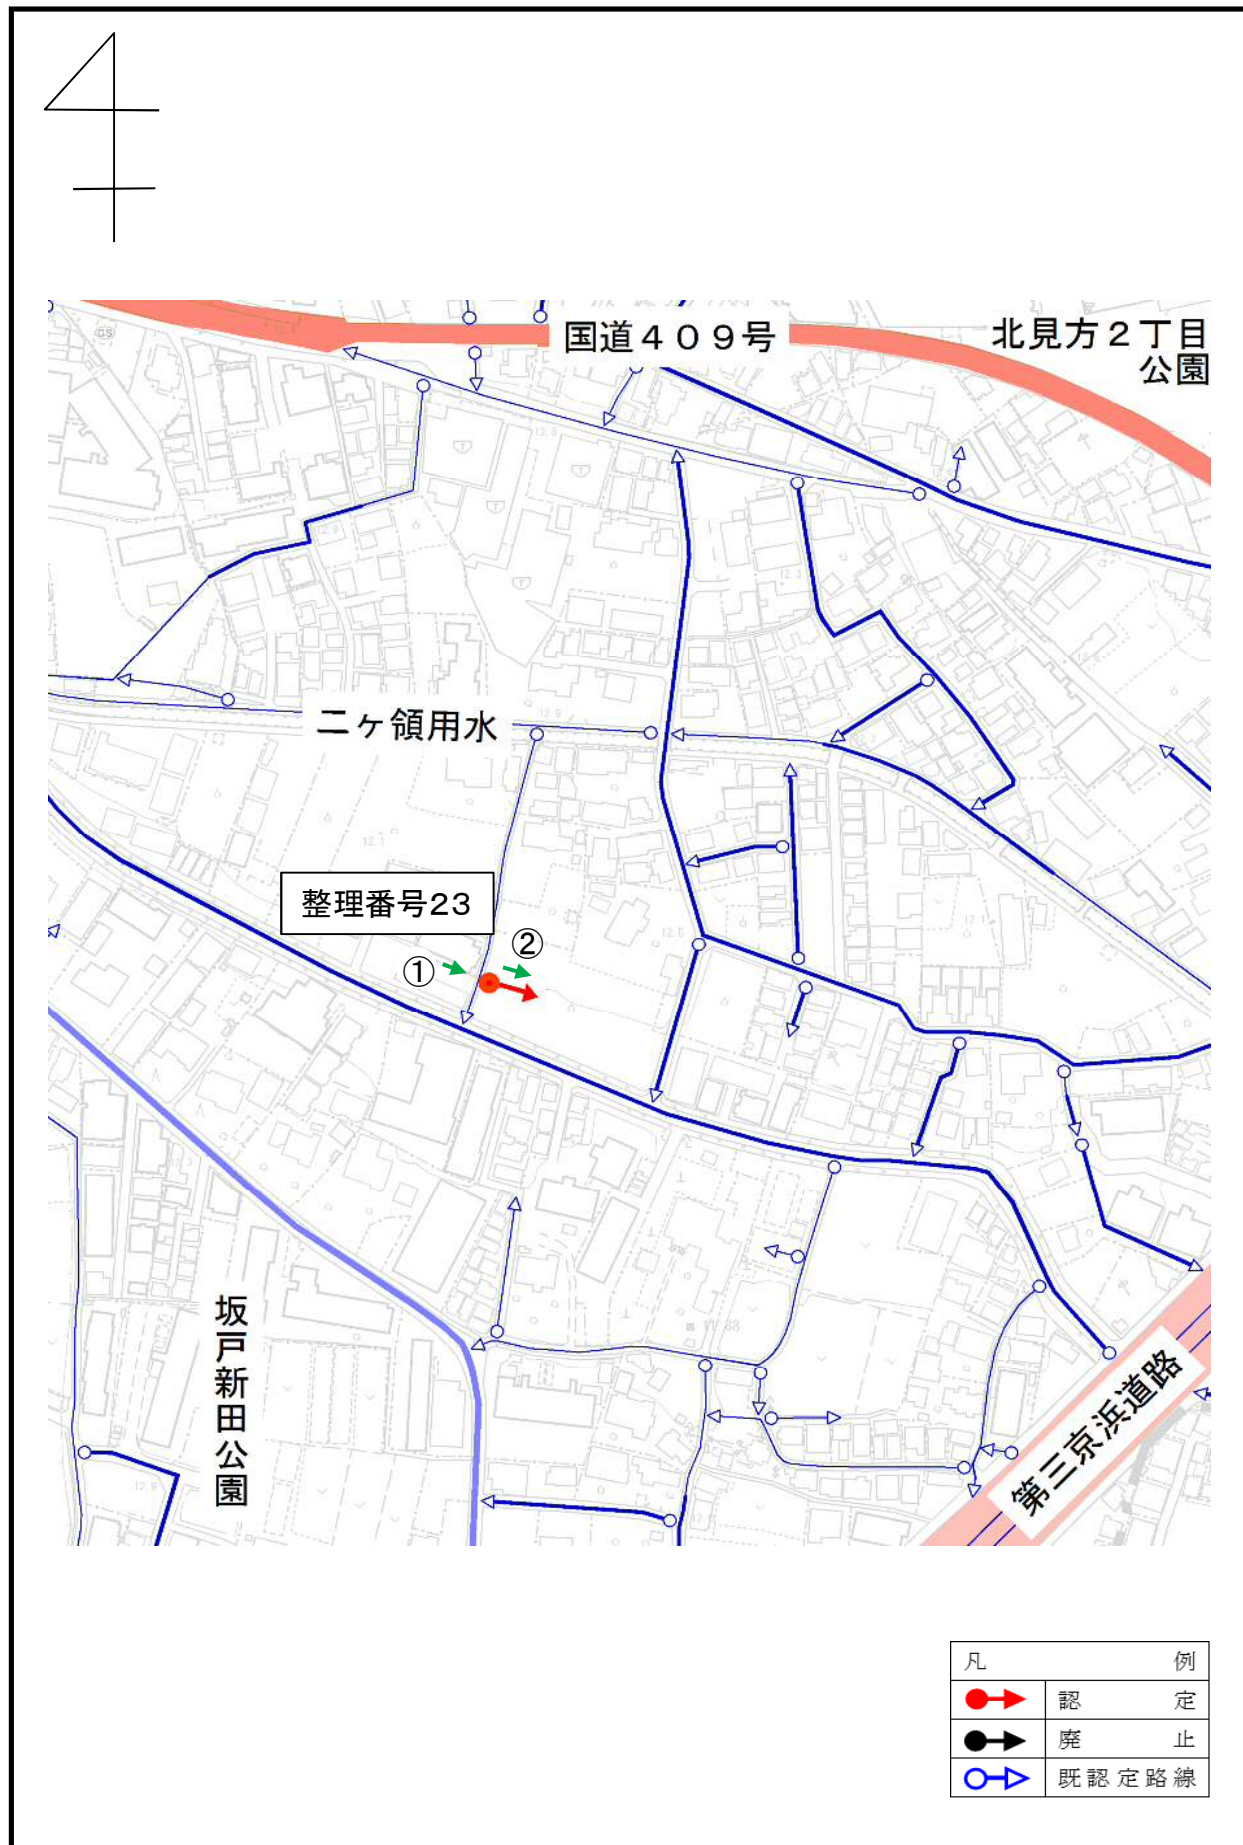 国道４０９号
北見方２丁目
公園
二ヶ領用水
整理番号23
①
②
坂戸新田公園
第三京浜道路
凡例
認定
廃止
既認定路線